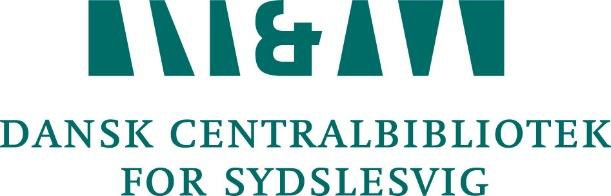 &
DANSK CENTRALBIBLIOTEK
FOR SYDSLESVIG